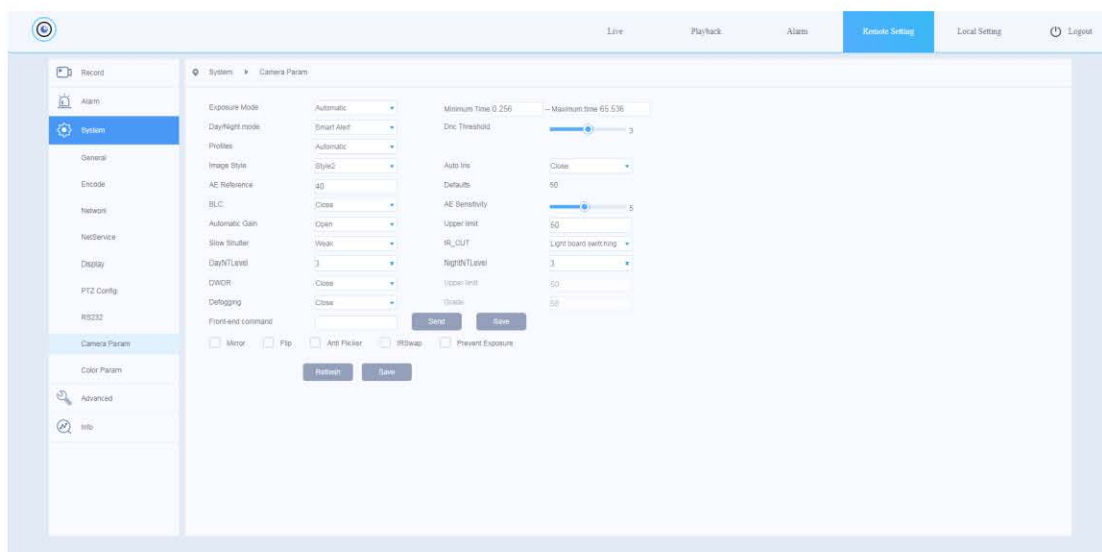 Live Playback Alarm Remote Setting Local Setting Logout
Record
Alarm
System
General
Encode
Network
NetService
Display
PTZ Config
RS232
Camera Param
Color Param
Advanced
Info
System Camera Param
Exposure Mode Automatic Minimum Time 0.256 -- Maximum time 65.536
Day/Night mode Smart Alert Dnc Threshold 3
Profiles Automatic
Image Style Style2 Auto Iris Close
AE Reference 40 Defaults 50
BLC: Close AE Sensitivity 5
Automatic Gain Open Upper limit 50
Slow Shutter Weak IR_CUT Light board switching
DayNTLevel 3 NightNTLevel 3
DWDR Close Upper limit 50
Defogging Close Grade 50
Front-end command Send Save
Mirror Flip Anti Flicker IRSwap Prevent Exposure
Refresh Save